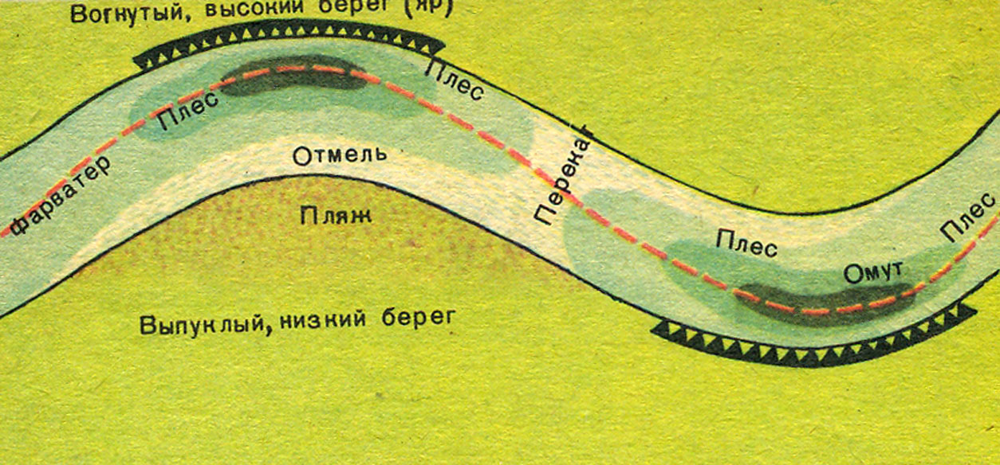 Вогнутый, высокий берег (яр)
Плес
Плес
Отмель
фарватер
Перекат
Пляж
Плес
Плес
Омут
Выпуклый, низкий берег